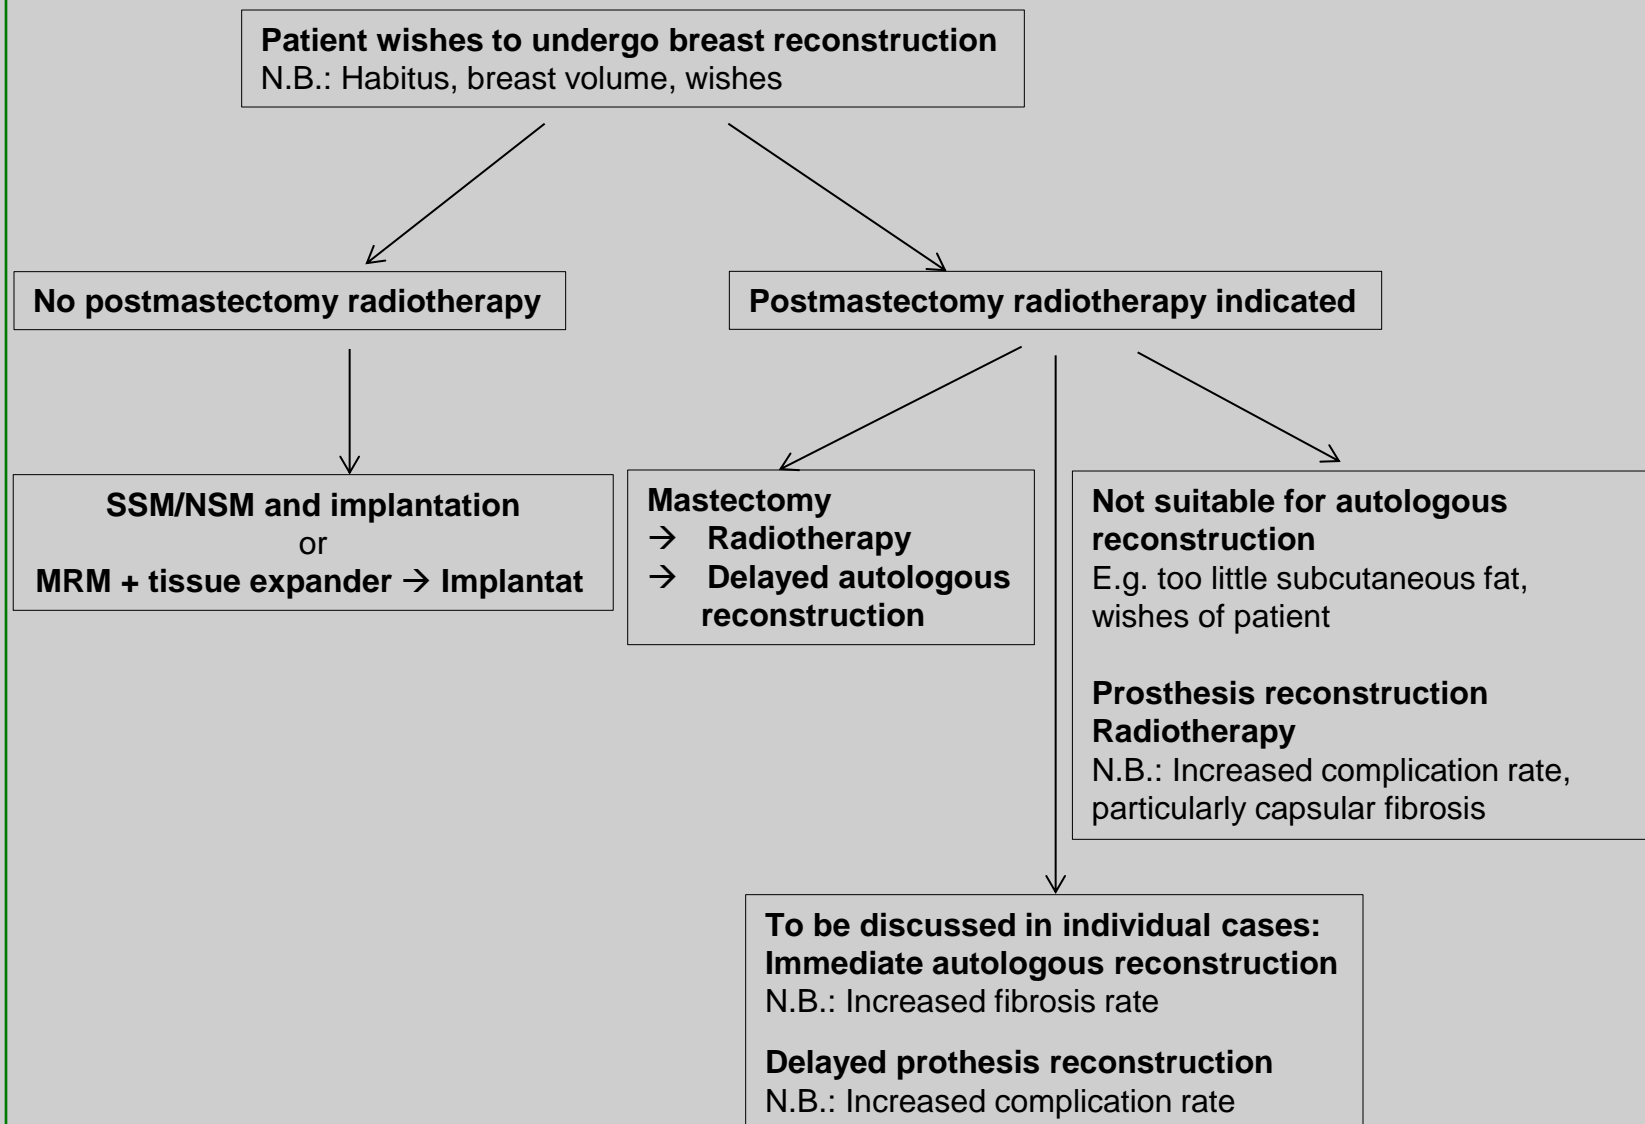 Patient wishes to undergo breast reconstruction
N.B.: Habitus, breast volume, wishes
No postmastectomy radiotherapy
Postmastectomy radiotherapy indicated
SSM/NSM and implantation
or
MRM + tissue expander → Implantat
Mastectomy
→ Radiotherapy
→ Delayed autologous
reconstruction
Not suitable for autologous
reconstruction
E.g. too little subcutaneous fat,
wishes of patient
Prosthesis reconstruction
Radiotherapy
N.B.: Increased complication rate,
particularly capsular fibrosis
To be discussed in individual cases:
Immediate autologous reconstruction
N.B.: Increased fibrosis rate
Delayed prothesis reconstruction
N.B.: Increased complication rate